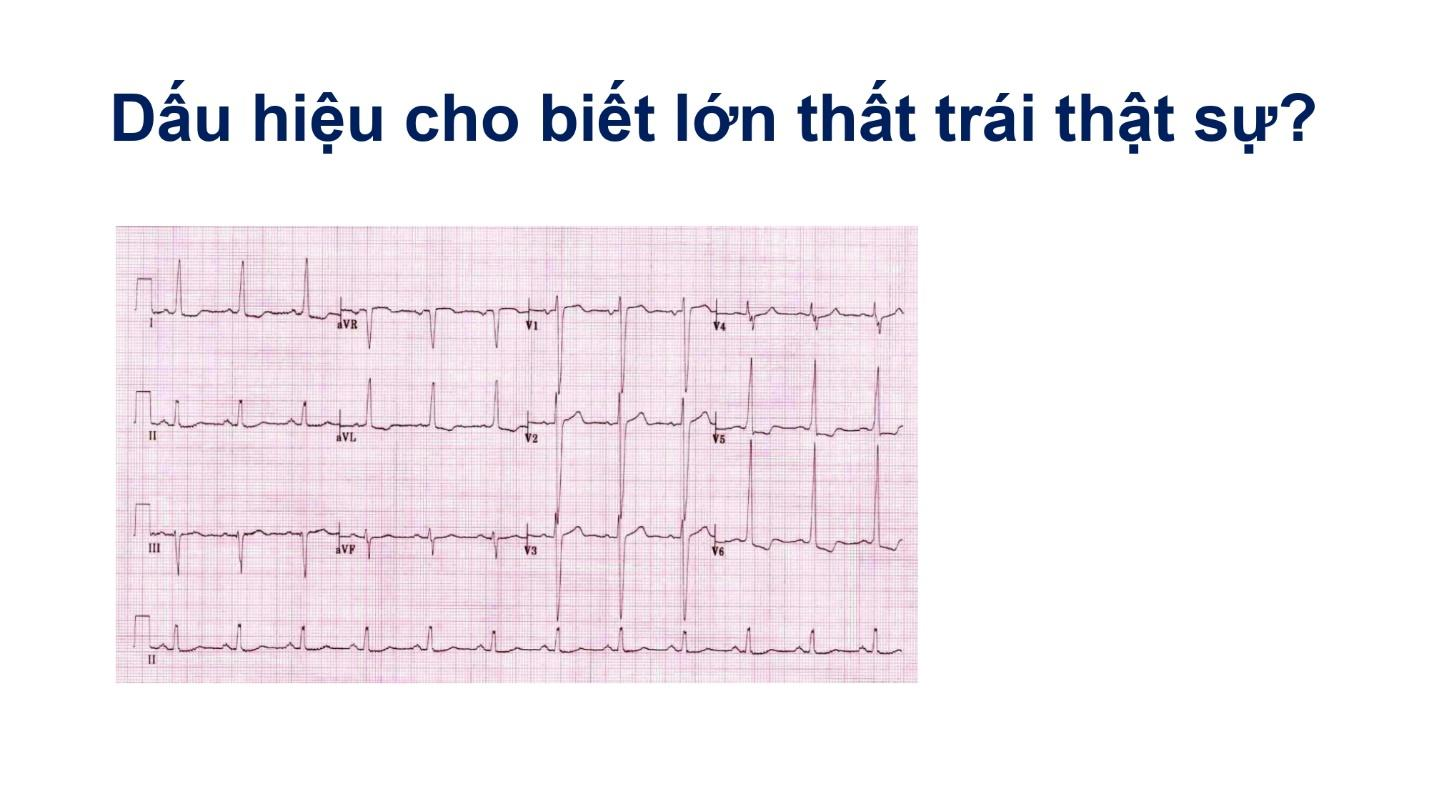 Dấu hiệu cho biết lớn thất trái thật sự?
I aVR V1 V4
II aVL V2 V5
III aVF V3 V6
II